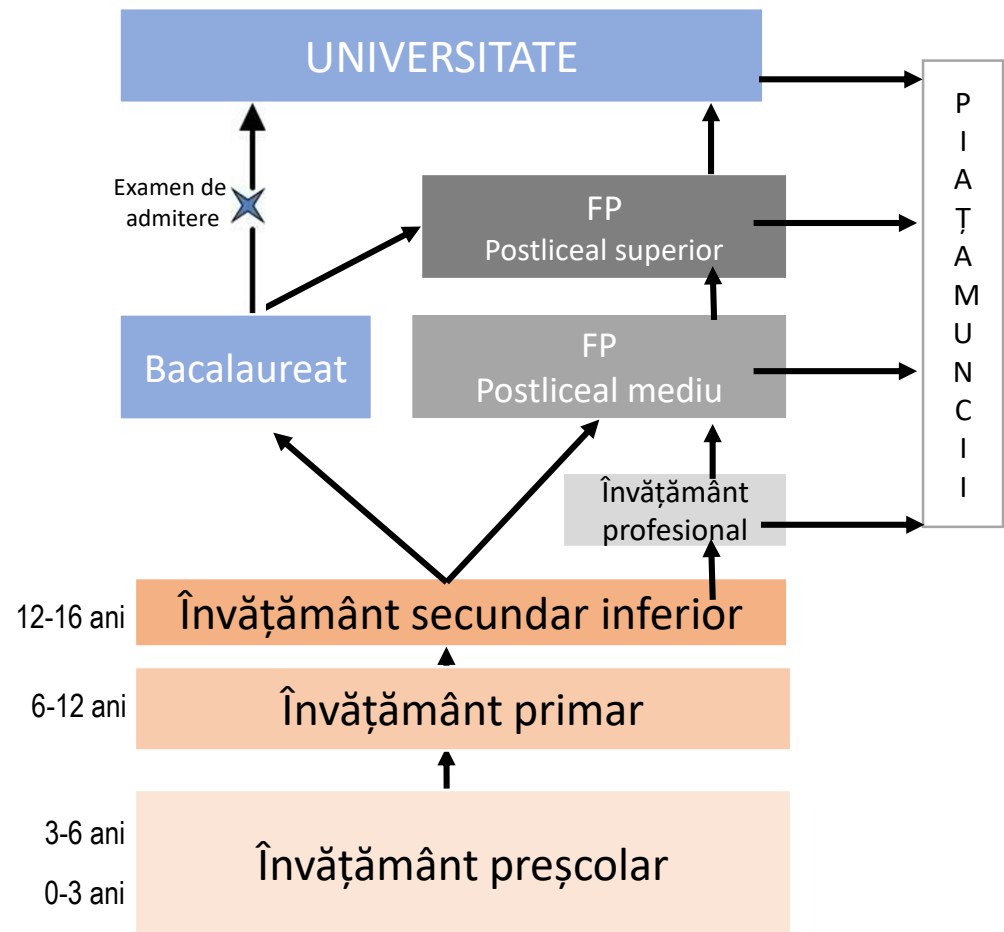 UNIVERSITATE
Examen de
admitere
FP
Postliceal superior
Bacalaureat
FP
Postliceal mediu
Învățământ
profesional
P
I
A
Ț
A
M
U
N
C
I
I
12-16 ani
Învățământ secundar inferior
6-12 ani
Învățământ primar
3-6 ani
Învățământ preșcolar
0-3 ani